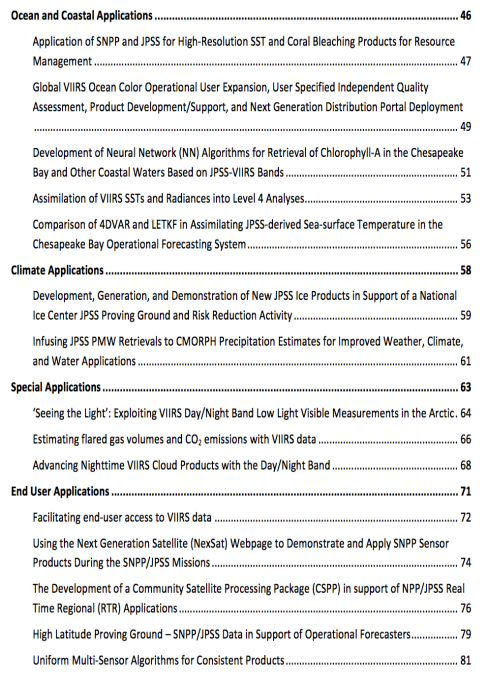 Ocean and Coastal Applications ........................................................................................................ 46
Application of SNPP and JPSS for High-Resolution SST and Coral Bleaching Products for Resource
Management ........................................................................................................ 47
Global VIIRS Ocean Color Operational User Expansion, User Specified Independent Quality
Assessment, Product Development/Support, and Next Generation Distribution Portal Deployment
........................................................................................................ 49
Development of Neural Network (NN) Algorithms for Retrieval of Chlorophyll-A in the Chesapeake
Bay and Other Coastal Waters Based on JPSS-VIIRS Bands ........................................................ 51
Assimilation of VIIRS SSTs and Radiances into Level 4 Analyses.................................................... 53
Comparison of 4DVAR and LETKF in Assimilating JPSS-derived Sea-surface Temperature in the
Chesapeake Bay Operational Forecasting System........................................................................ 56
Climate Applications ........................................................................................................ 58
Development, Generation, and Demonstration of New JPSS Ice Products in Support of a National
Ice Center JPSS Proving Ground and Risk Reduction Activity ........................................................ 59
Infusing JPSS PMW Retrievals to CMORPH Precipitation Estimates for Improved Weather, Climate,
and Water Applications ........................................................................................................ 61
Special Applications ........................................................................................................ 63
‘Seeing the Light’: Exploiting VIIRS Day/Night Band Low Light Visible Measurements in the Arctic. 64
Estimating flared gas volumes and CO₂ emissions with VIIRS data ................................................ 66
Advancing Nighttime VIIRS Cloud Products with the Day/Night Band ............................................ 68
End User Applications ........................................................................................................ 71
Facilitating end-user access to VIIRS data ................................................................................ 72
Using the Next Generation Satellite (NexSat) Webpage to Demonstrate and Apply SNPP Sensor
Products During the SNPP/JPSS Missions ................................................................................ 74
The Development of a Community Satellite Processing Package (CSPP) in support of NPP/JPSS Real
Time Regional (RTR) Applications ........................................................................................ 76
High Latitude Proving Ground – SNPP/JPSS Data in Support of Operational Forecasters................ 79
Uniform Multi-Sensor Algorithms for Consistent Products ............................................................ 81